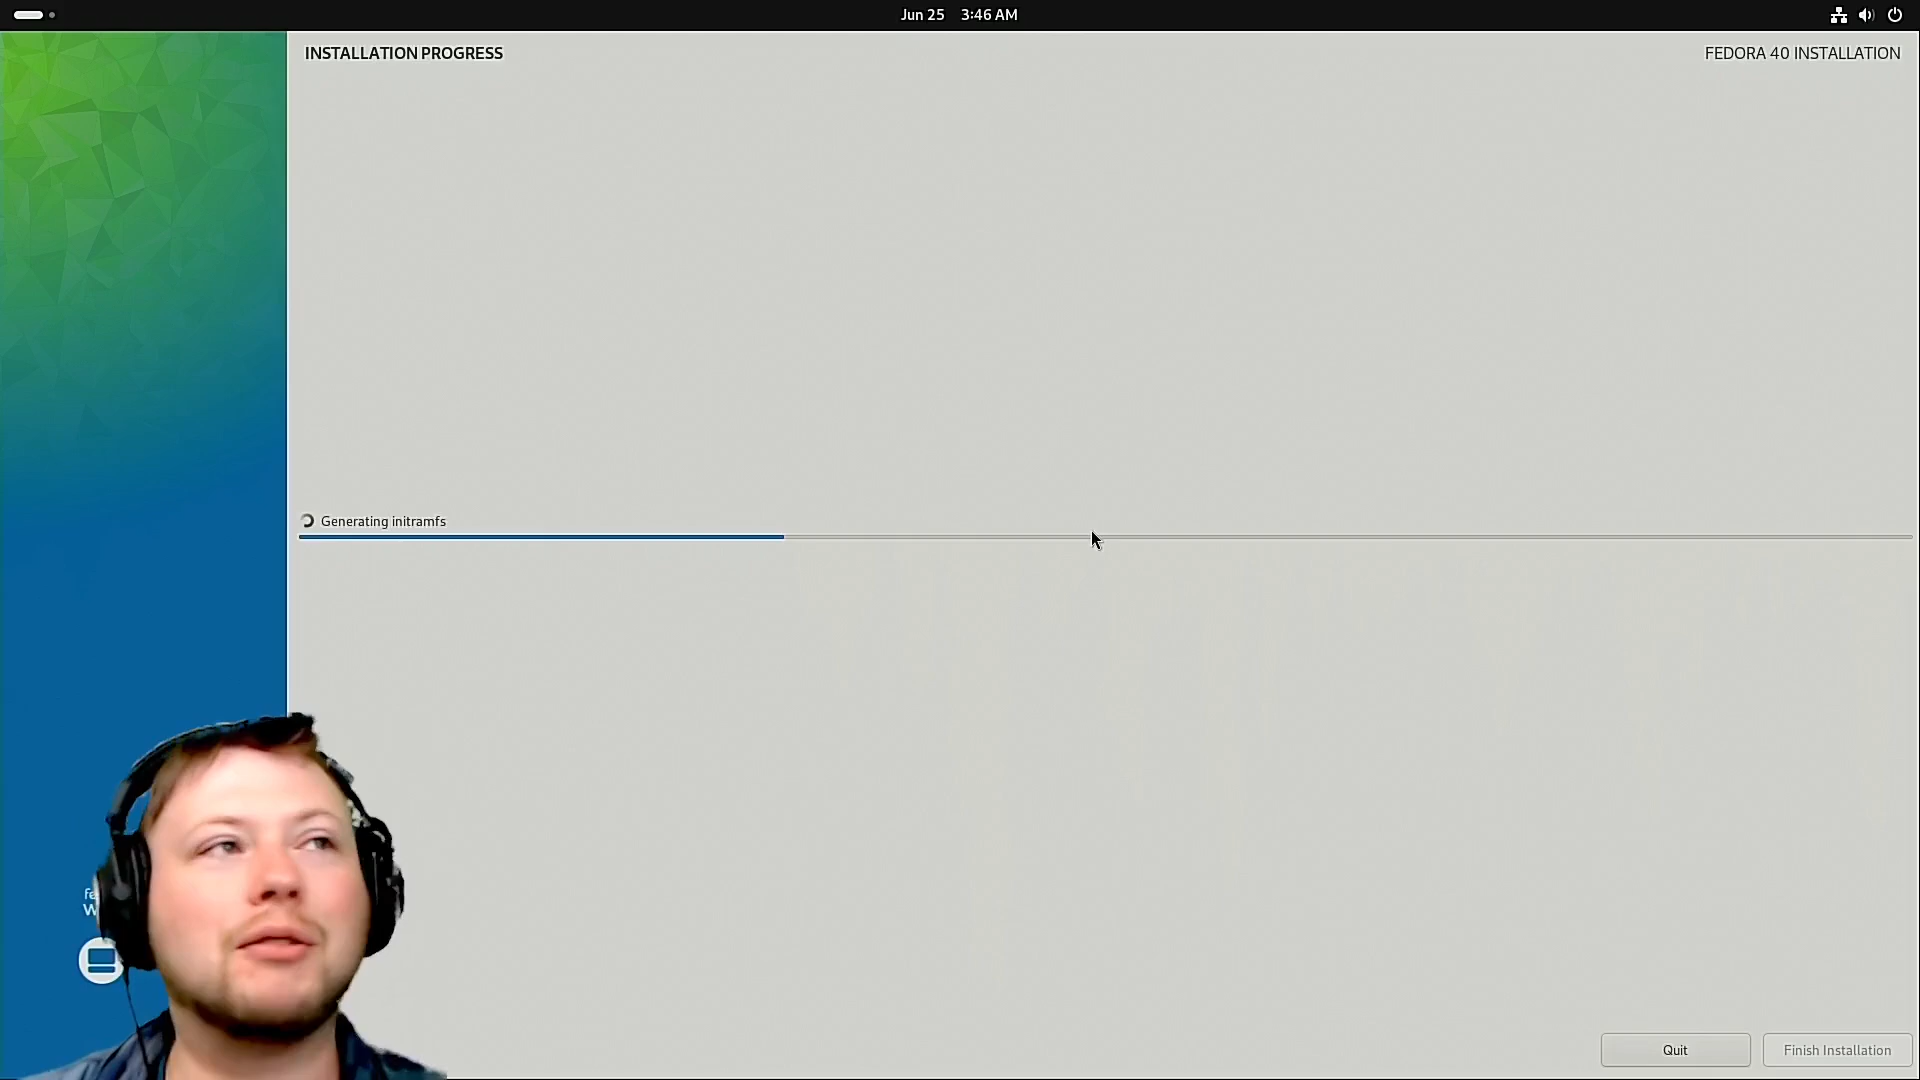 Jun 25 3:46 AM
INSTALLATION PROGRESS
FEDORA 40 INSTALLATION
Generating initramfs
Quit
Finish Installation